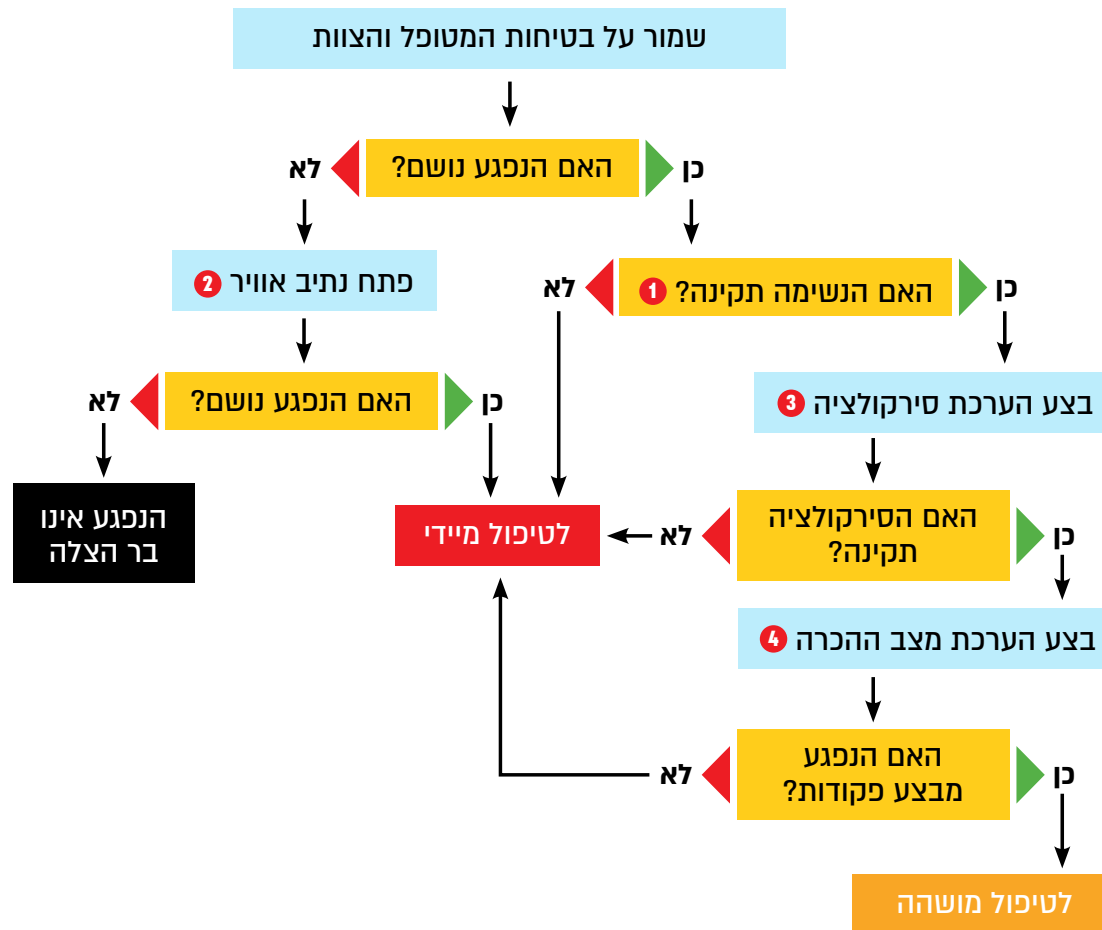 שמור על בטיחות המטופל והצוות
האם הנפגע נושם?
כן
לא
האם הנשימה תקינה? 1
כן
לא
פתח נתיב אוויר 2
האם הנפגע נושם?
כן
לא
בצע הערכת סירקולציה 3
האם הסירקולציה
תקינה?
כן
לא
לטיפול מיידי
הנפגע אינו
בר הצלה
בצע הערכת מצב ההכרה 4
האם הנפגע
מבצע פקודות?
כן
לא
לטיפול מושהה